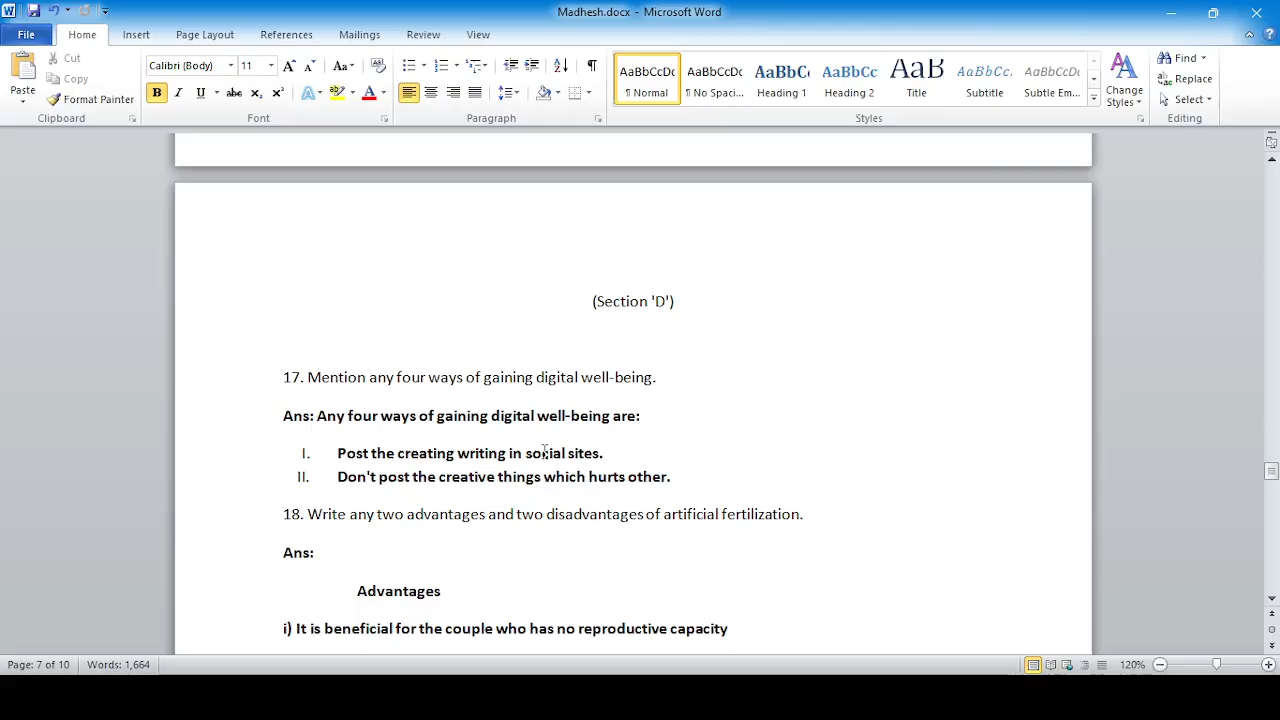 Madhesh.docx - Microsoft Word
File Home Insert Page Layout References Mailings Review View
Paste
Cut
Copy
Format Painter
Clipboard
Calibri (Body) 11
Font
Paragraph
AaBbCcDc AaBbCcDc AaBbC AaBbCc AaB AaBbCc. AaBbCcDc
¶ Normal ¶ No Spaci... Heading 1 Heading 2 Title Subtitle Subtle Em...
Styles
Change Styles
Find
Replace
Select
Editing
(Section 'D')
17. Mention any four ways of gaining digital well-being.
Ans: Any four ways of gaining digital well-being are:
I. Post the creating writing in social sites.
II. Don't post the creative things which hurts other.
18. Write any two advantages and two disadvantages of artificial fertilization.
Ans:
Advantages
i) It is beneficial for the couple who has no reproductive capacity
Page: 7 of 10 Words: 1,664 120%